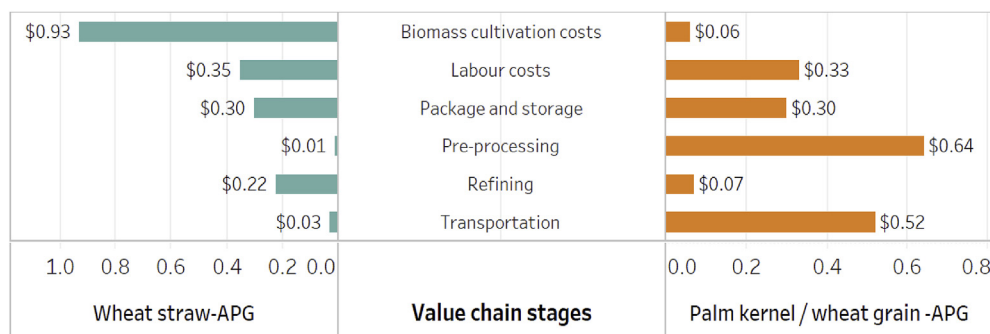 $0.93 Biomass cultivation costs $0.06
$0.35 Labour costs $0.33
$0.30 Package and storage $0.30
$0.01 Pre-processing $0.64
$0.22 Refining $0.07
$0.03 Transportation $0.52
1.0 0.8 0.6 0.4 0.2 0.0 0.0 0.2 0.4 0.6 0.8
Wheat straw-APG Value chain stages Palm kernel / wheat grain -APG